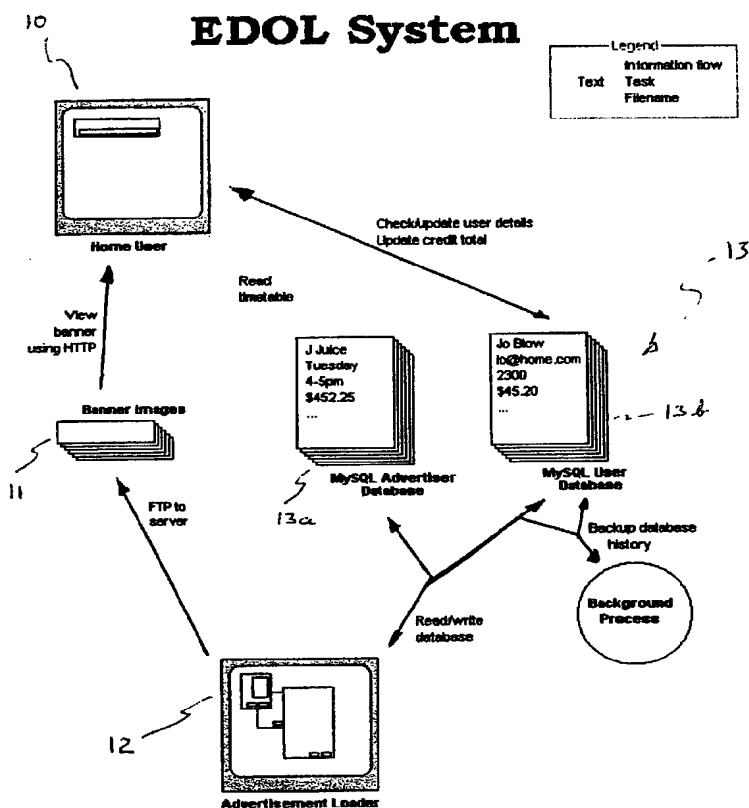 10
EDOL System
Legend
Information flow
Text Task
Filename
Home User
Check/update user details
Update credit total
13
Read
timetable
View
banner
using HTTP
J Juice
Tuesday
4-5pm
$452.25
...
Jo Blow
jo@home.com
2300
$45.20
...
13b
Banner images
11
MySQL Advertiser
Database
13a
MySQL User
Database
FTP to
server
Backup database
history
Read/write
database
Background
Process
12
Advertisement Loader